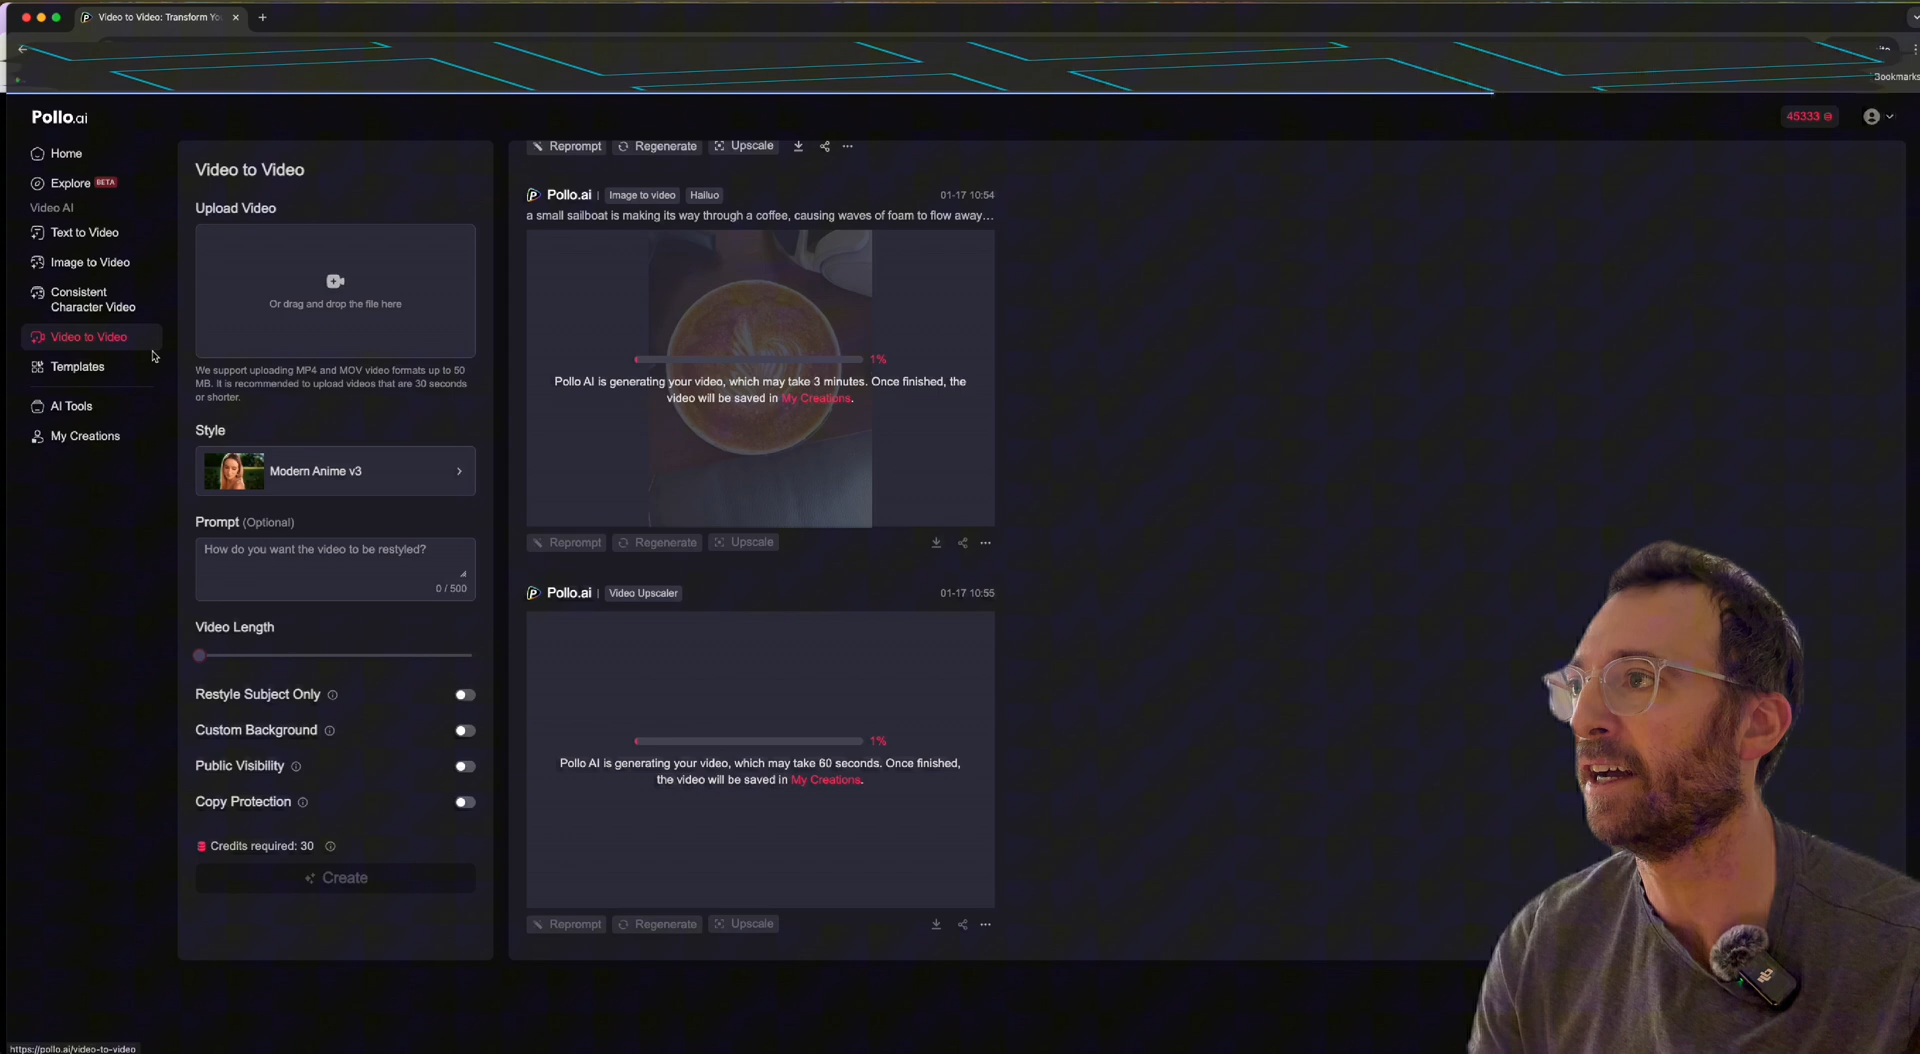 Video to Video: Transform Yo
Bookmarks
Pollo.ai
45333
Home
Explore BETA
Video AI
Text to Video
Image to Video
Consistent
Character Video
Video to Video
Templates
AI Tools
My Creations
Video to Video
Upload Video
Or drag and drop the file here
We support uploading MP4 and MOV video formats up to 50
MB. It is recommended to upload videos that are 30 seconds
or shorter.
Style
Modern Anime v3
Prompt (Optional)
How do you want the video to be restyled?
0 / 500
Video Length
Restyle Subject Only
Custom Background
Public Visibility
Copy Protection
Credits required: 30
Create
Reprompt Regenerate Upscale
Pollo.ai | Image to video Hailuo 01-17 10:54
a small sailboat is making its way through a coffee, causing waves of foam to flow away...
1%
Pollo AI is generating your video, which may take 3 minutes. Once finished, the
video will be saved in My Creations.
Reprompt Regenerate Upscale
Pollo.ai | Video Upscaler 01-17 10:55
1%
Pollo AI is generating your video, which may take 60 seconds. Once finished,
the video will be saved in My Creations.
Reprompt Regenerate Upscale
https://pollo.ai/video-to-video